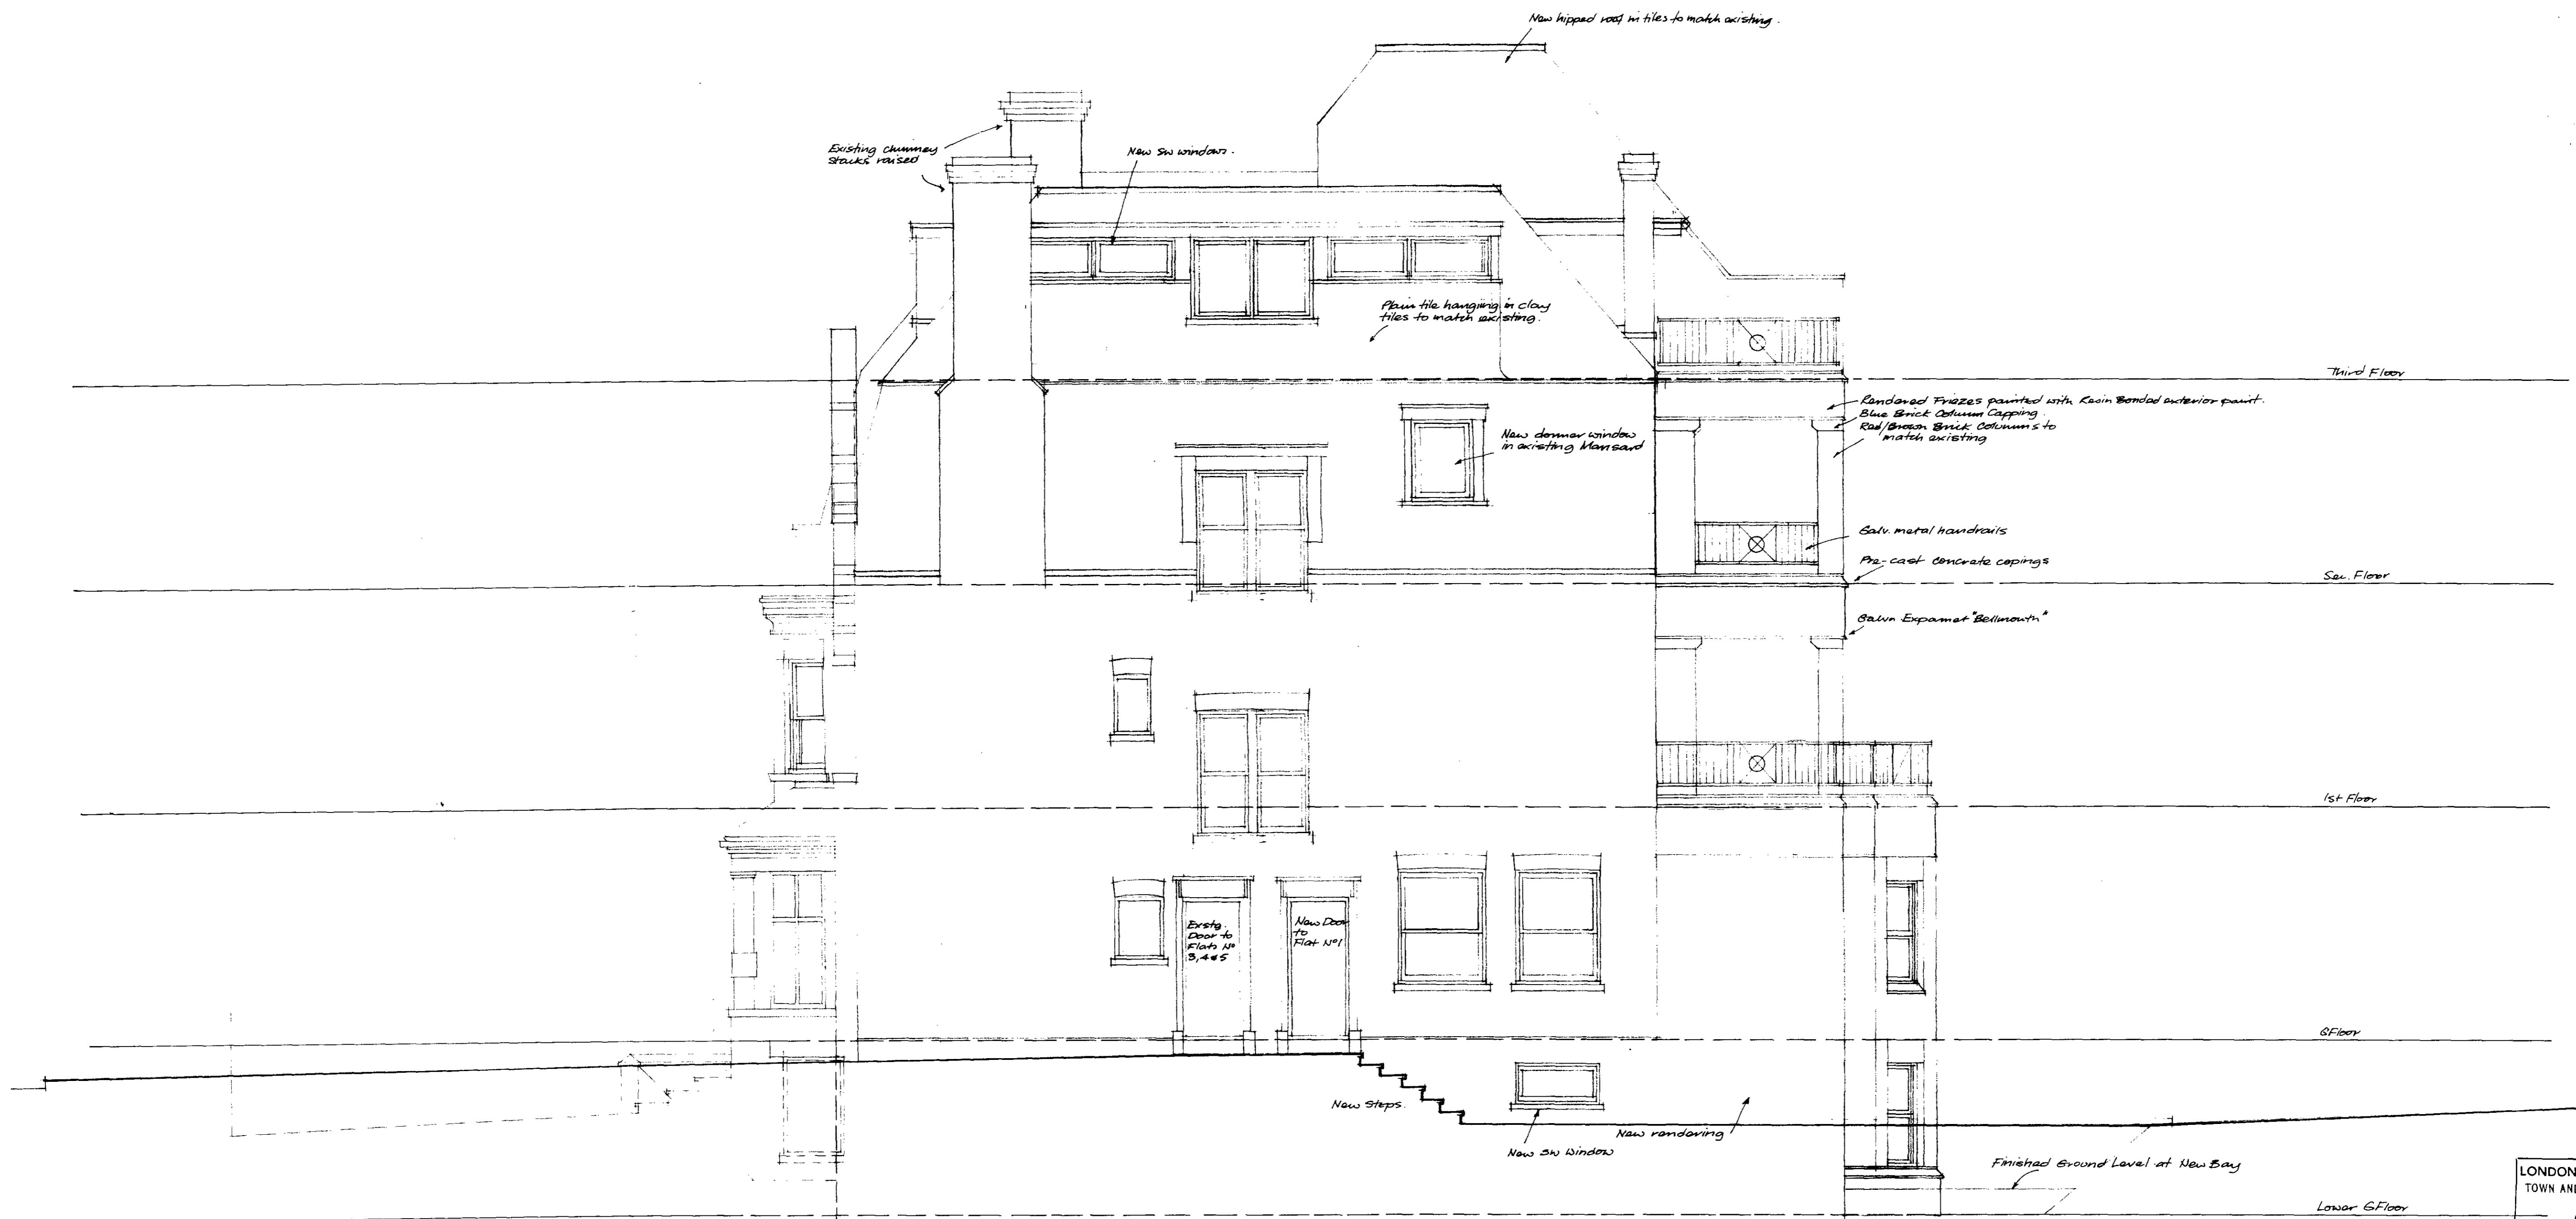 New hipped roof in tiles to match existing.
Existing chimney
stacks raised
New sw windows.
Plain tile hanging in clay
tiles to match existing.
Third Floor
Rendered Friezes painted with Resin Bonded exterior paint.
Blue Brick Column Capping.
Red/Brown Brick Columns to
match existing
New dormer window
in existing Mansard
Galv. metal handrails
Pre-cast concrete copings
Sec. Floor
Galvn Expamet "Bellmouth"
1st Floor
Exstg.
Door to
Flats No
3,4&5
New Door
to
Flat No1
GFloor
New Steps.
New rendering
New sw window
Finished Ground Level at New Bay
LONDON
TOWN AND
Lower GFloor